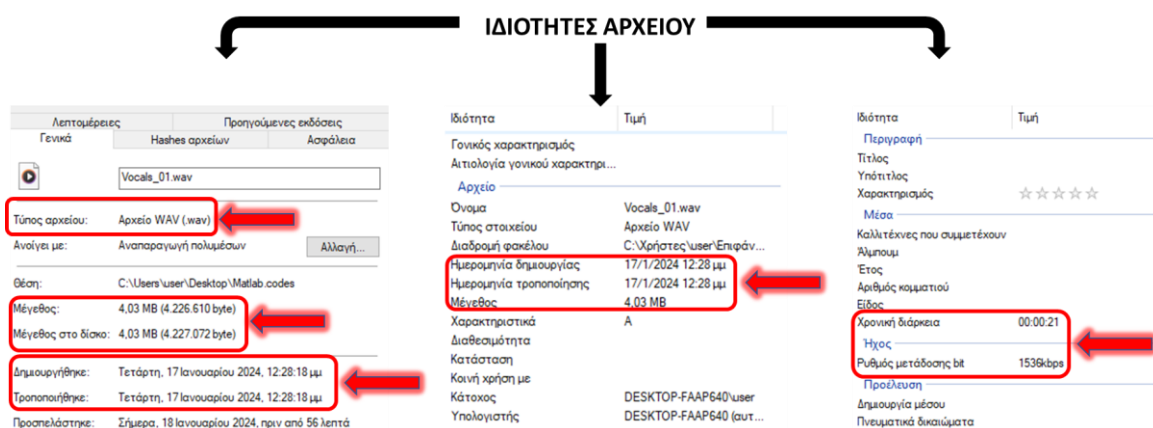 ΙΔΙΟΤΗΤΕΣ ΑΡΧΕΙΟΥ
Λεπτομέρειες Προηγούμενες εκδόσεις
Γενικά Hashes αρχείων Ασφάλεια
Vocals_01.wav
Τύπος αρχείου: Αρχείο WAV (.wav)
Ανοίγει με: Αναπαραγωγή πολυμέσων Αλλαγή...
Θέση: C:\Users\user\Desktop\Matlab.codes
Μέγεθος: 4,03 MB (4.226.610 byte)
Μέγεθος στο δίσκο: 4,03 MB (4.227.072 byte)
Δημιουργήθηκε: Τετάρτη, 17 Ιανουαρίου 2024, 12:28:18 μμ
Τροποποιήθηκε: Τετάρτη, 17 Ιανουαρίου 2024, 12:28:18 μμ
Προσπελάστηκε: Σήμερα, 18 Ιανουαρίου 2024, πριν από 56 λεπτά
Ιδιότητα Τιμή
Γονικός χαρακτηρισμός
Αιτιολογία γονικού χαρακτηρι...
Αρχείο
Όνομα Vocals_01.wav
Τύπος στοιχείου Αρχείο WAV
Διαδρομή φακέλου C:\Χρήστες\user\Επιφάν...
Ημερομηνία δημιουργίας 17/1/2024 12:28 μμ
Ημερομηνία τροποποίησης 17/1/2024 12:28 μμ
Μέγεθος 4,03 MB
Χαρακτηριστικά A
Διαθεσιμότητα
Κατάσταση
Κοινή χρήση με
Κάτοχος DESKTOP-FAAP640\user
Υπολογιστής DESKTOP-FAAP640 (αυτ...
Ιδιότητα Τιμή
Περιγραφή
Τίτλος
Υπότιτλος
Χαρακτηρισμός
Μέσα
Καλλιτέχνες που συμμετέχουν
Άλμπουμ
Έτος
Αριθμός κομματιού
Είδος
Χρονική διάρκεια 00:00:21
Ήχος
Ρυθμός μετάδοσης bit 1536kbps
Προέλευση
Δημιουργία μέσου
Πνευματικά δικαιώματα